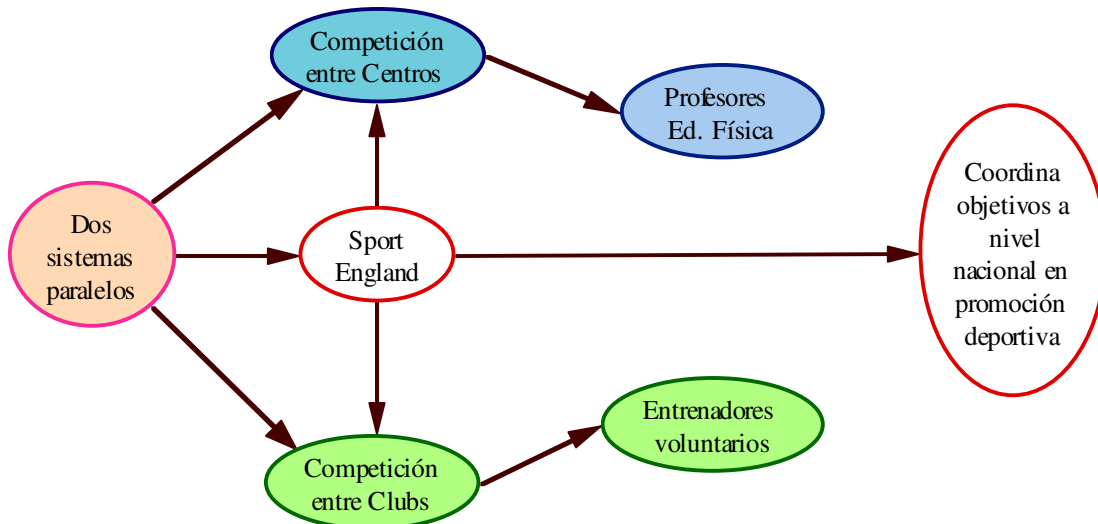 Competición
entre Centros
Profesores
Ed. Física
Dos
sistemas
paralelos
Sport
England
Coordina
objetivos a
nivel
nacional en
promoción
deportiva
Entrenadores
voluntarios
Competición
entre Clubs